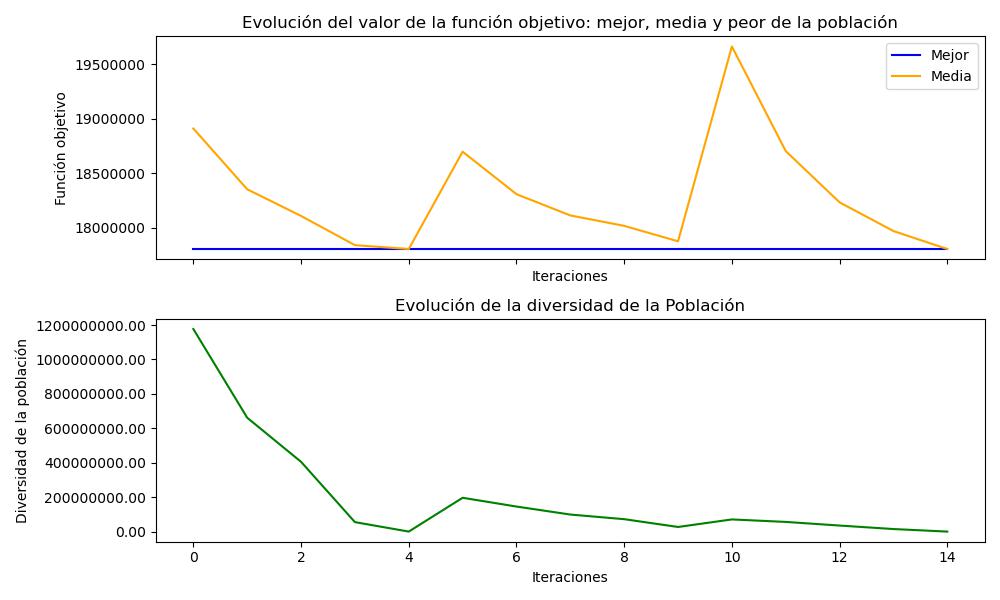 Evolución del valor de la función objetivo: mejor, media y peor de la población
19500000
19000000
18500000
18000000
Función objetivo
Mejor
Media
Iteraciones
Evolución de la diversidad de la Población
1200000000.00
1000000000.00
800000000.00
600000000.00
400000000.00
200000000.00
0.00
Diversidad de la población
0 2 4 6 8 10 12 14
Iteraciones